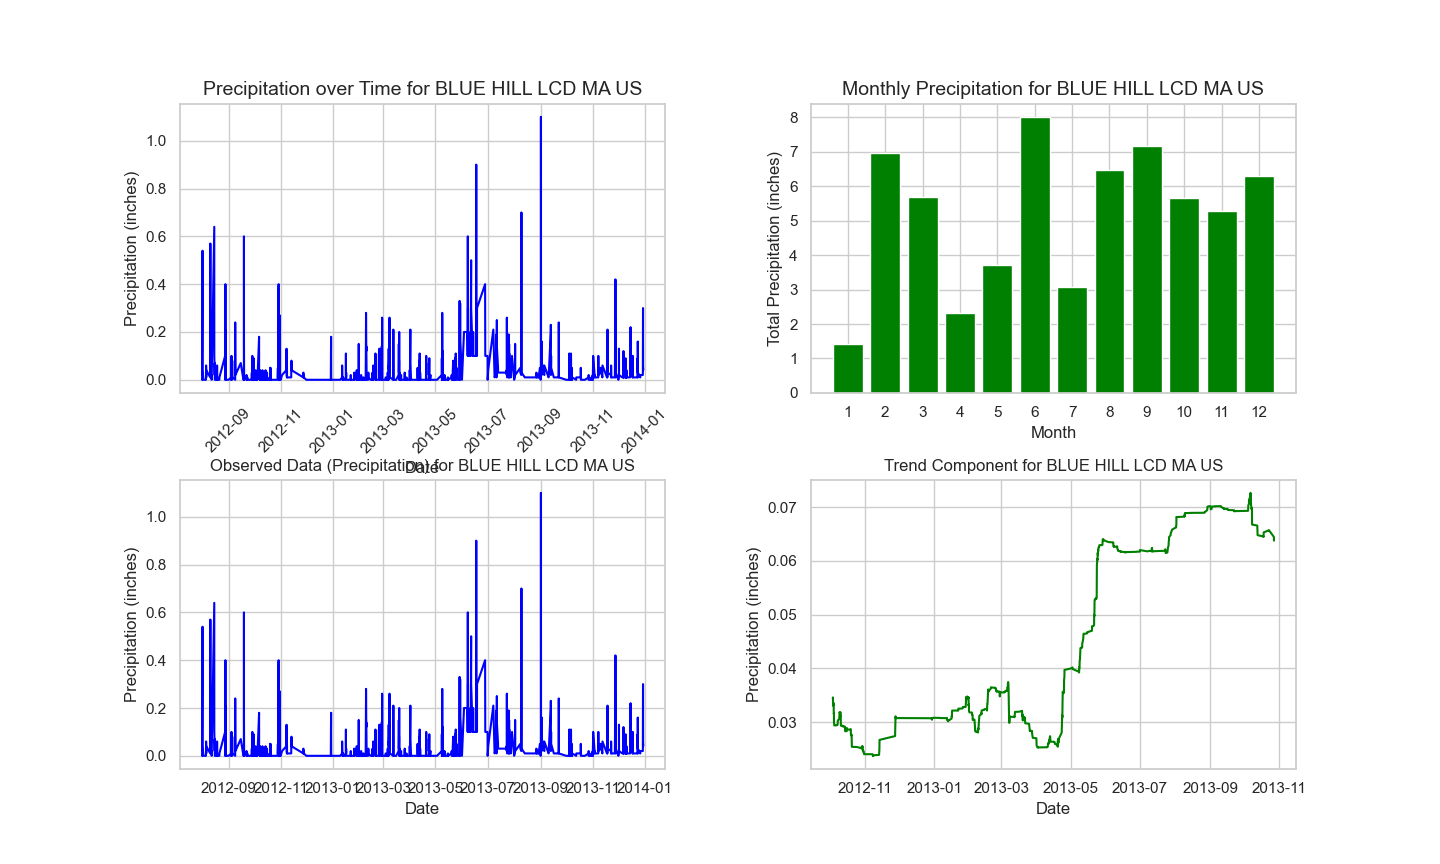 Precipitation over Time for BLUE HILL LCD MA US
Precipitation (inches)
1.0
0.8
0.6
0.4
0.2
0.0
2012-09 2012-11 2013-01 2013-03 2013-05 2013-07 2013-09 2013-11 2014-01
Date
Monthly Precipitation for BLUE HILL LCD MA US
Total Precipitation (inches)
8
7
6
5
4
3
2
1
0
1 2 3 4 5 6 7 8 9 10 11 12
Month
Observed Data (Precipitation) for BLUE HILL LCD MA US
Precipitation (inches)
1.0
0.8
0.6
0.4
0.2
0.0
2012-09 2012-11 2013-01 2013-03 2013-05 2013-07 2013-09 2013-11 2014-01
Date
Trend Component for BLUE HILL LCD MA US
Precipitation (inches)
0.07
0.06
0.05
0.04
0.03
2012-11 2013-01 2013-03 2013-05 2013-07 2013-09 2013-11
Date